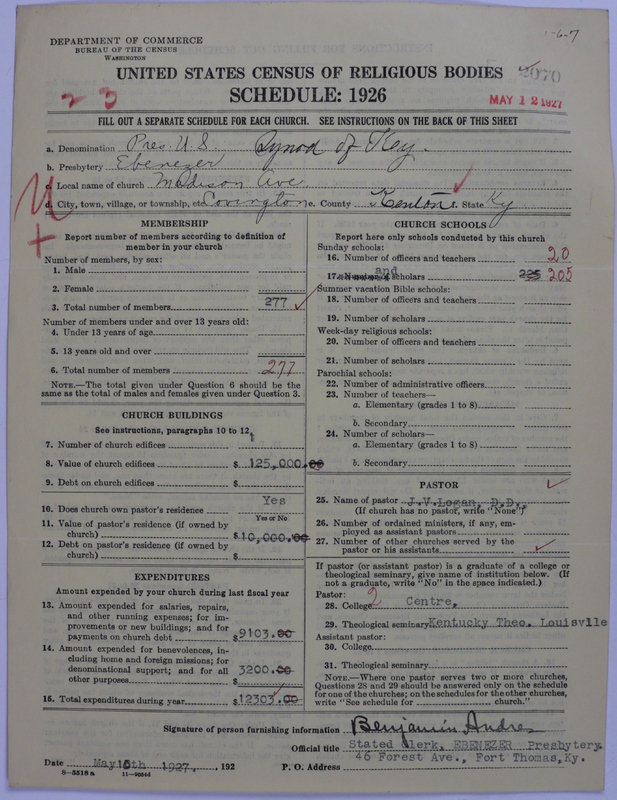 1-6-7
DEPARTMENT OF COMMERCE
BUREAU OF THE CENSUS
WASHINGTON
UNITED STATES CENSUS OF RELIGIOUS BODIES
2070
SCHEDULE: 1926
2 3
MAY 12 1927
FILL OUT A SEPARATE SCHEDULE FOR EACH CHURCH. SEE INSTRUCTIONS ON THE BACK OF THIS SHEET
a. Denomination Pres. U S. Synod of Key.
b. Presbytery Ebenezer
c. Local name of church Madison Ave
d. City, town, village, or township, etc. Covington e. County Kenton f. State Ky
MEMBERSHIP
Report number of members according to definition of
member in your church
Number of members, by sex:
1. Male
2. Female
3. Total number of members 277
Number of members under and over 13 years old:
4. Under 13 years of age
5. 13 years old and over
6. Total number of members 277
NOTE.—The total given under Question 6 should be the
same as the total of males and females given under Question 3.
CHURCH BUILDINGS
See instructions, paragraphs 10 to 12
7. Number of church edifices
8. Value of church edifices $ 125,000.00
9. Debt on church edifices $
10. Does church own pastor's residence Yes
Yes or No
11. Value of pastor's residence (if owned by
church) $ 10,000.00
12. Debt on pastor's residence (if owned by
church) $
EXPENDITURES
Amount expended by church during last fiscal year
13. Amount expended for salaries, repairs,
and other running expenses; for im-
provements or new buildings; and for
payments on church debt $ 9103.00
14. Amount expended for benevolences, in-
cluding home and foreign missions; for
denominational support; and for all
other purposes $ 3200.00
15. Total expenditures during year $ 12303.00
CHURCH SCHOOLS
Report here only schools conducted by this church
Sunday schools:
16. Number of officers and teachers 20
and
17. Number of scholars 225 205
Summer vacation Bible schools:
18. Number of officers and teachers
19. Number of scholars
Week-day religious schools:
20. Number of officers and teachers
21. Number of scholars
Parochial schools:
22. Number of administrative officers
23. Number of teachers—
a. Elementary (grades 1 to 8)
b. Secondary
24. Number of scholars—
a. Elementary (grades 1 to 8)
b. Secondary
PASTOR
25. Name of pastor J.V.Logan, D.D.,
(If church has no pastor, write "None")
26. Number of ordained ministers, if any, em-
ployed as assistant pastors
27. Number of other churches served by the
pastor or his assistants
If pastor (or assistant pastor) is a graduate of a college or
theological seminary, give name of institution below. (If
not a graduate, write "No" in the space indicated.)
Pastor:
28. College 2 Centre,
29. Theological seminary Kentucky Theo. Louisvlle
Assistant pastor:
30. College
31. Theological seminary
NOTE.—Where one pastor serves two or more churches,
Questions 28 and 29 should be answered only on the schedule
for one of the churches; on the schedules for the other churches,
write "See schedule for church."
Signature of person furnishing information Benjamin Andres
Official title Stated Clerk, EBENEZER Presbytery.
Date May 10th 1927, 192 P. O. Address 46 Forest Ave., Fort Thomas,Ky.
8-5518a 11-9034d